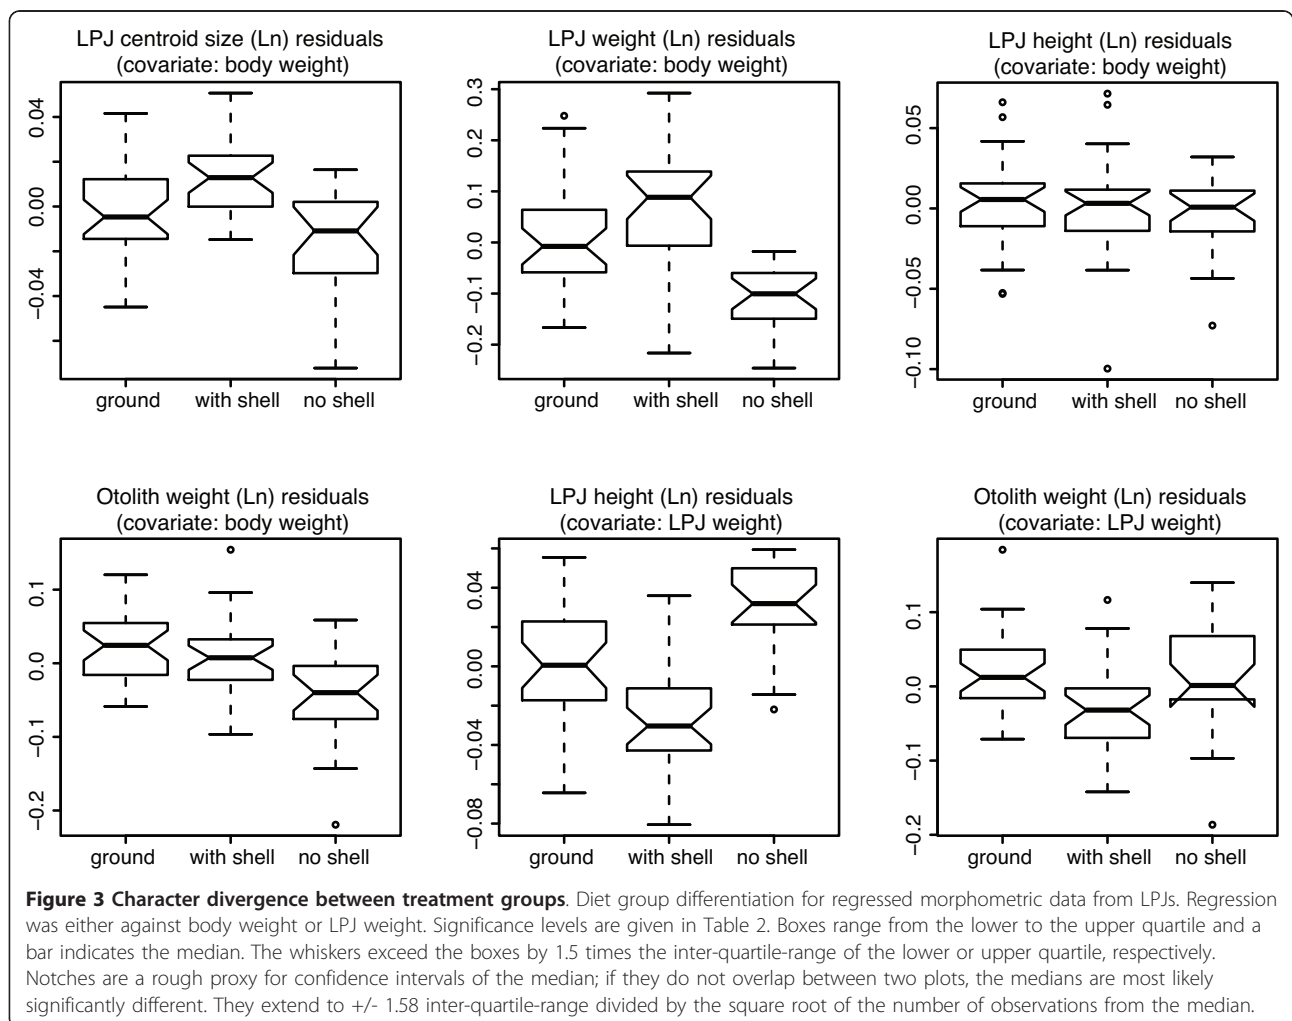 LPJ centroid size (Ln) residuals
(covariate: body weight)
0.04
0.00
−0.04
ground with shell no shell
LPJ weight (Ln) residuals
(covariate: body weight)
0.3
0.2
0.1
0.0
−0.1
−0.2
ground with shell no shell
LPJ height (Ln) residuals
(covariate: body weight)
0.05
0.00
−0.05
−0.10
ground with shell no shell
Otolith weight (Ln) residuals
(covariate: body weight)
0.1
0.0
−0.1
−0.2
ground with shell no shell
LPJ height (Ln) residuals
(covariate: LPJ weight)
0.04
0.00
−0.04
−0.08
ground with shell no shell
Otolith weight (Ln) residuals
(covariate: LPJ weight)
0.1
0.0
−0.1
−0.2
ground with shell no shell
Figure 3 Character divergence between treatment groups. Diet group differentiation for regressed morphometric data from LPJs. Regression
was either against body weight or LPJ weight. Significance levels are given in Table 2. Boxes range from the lower to the upper quartile and a
bar indicates the median. The whiskers exceed the boxes by 1.5 times the inter-quartile-range of the lower or upper quartile, respectively.
Notches are a rough proxy for confidence intervals of the median; if they do not overlap between two plots, the medians are most likely
significantly different. They extend to +/- 1.58 inter-quartile-range divided by the square root of the number of observations from the median.